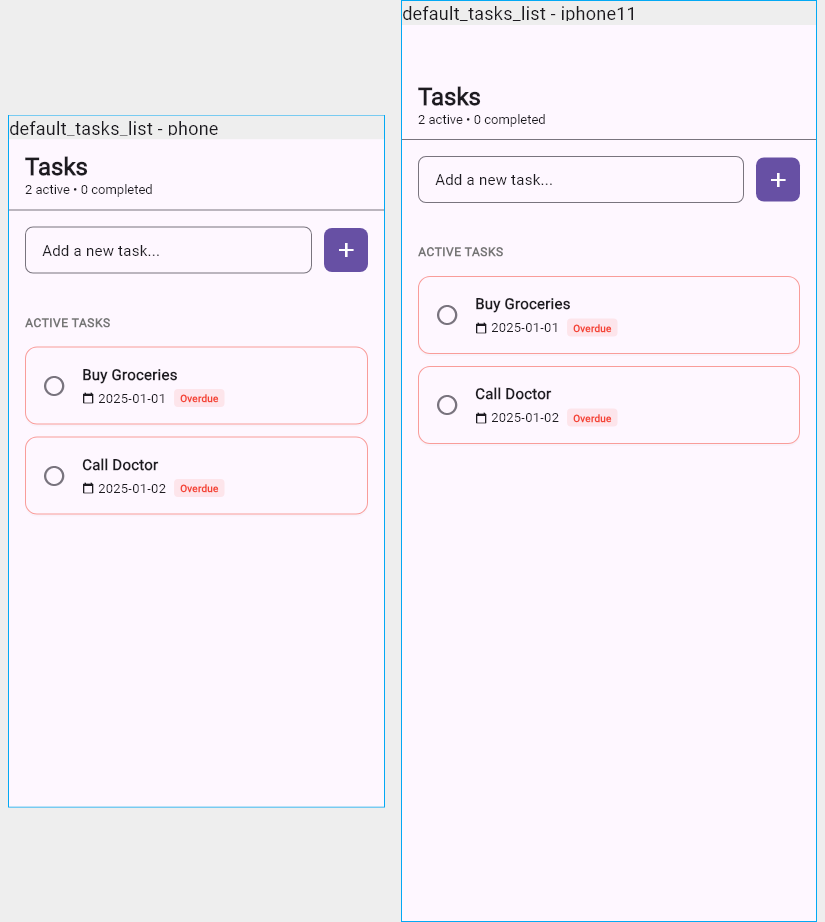 default_tasks_list - phone
Tasks
2 active • 0 completed
Add a new task...
+
ACTIVE TASKS
Buy Groceries
2025-01-01 Overdue
Call Doctor
2025-01-02 Overdue
default_tasks_list - iphone11
Tasks
2 active • 0 completed
Add a new task...
+
ACTIVE TASKS
Buy Groceries
2025-01-01 Overdue
Call Doctor
2025-01-02 Overdue